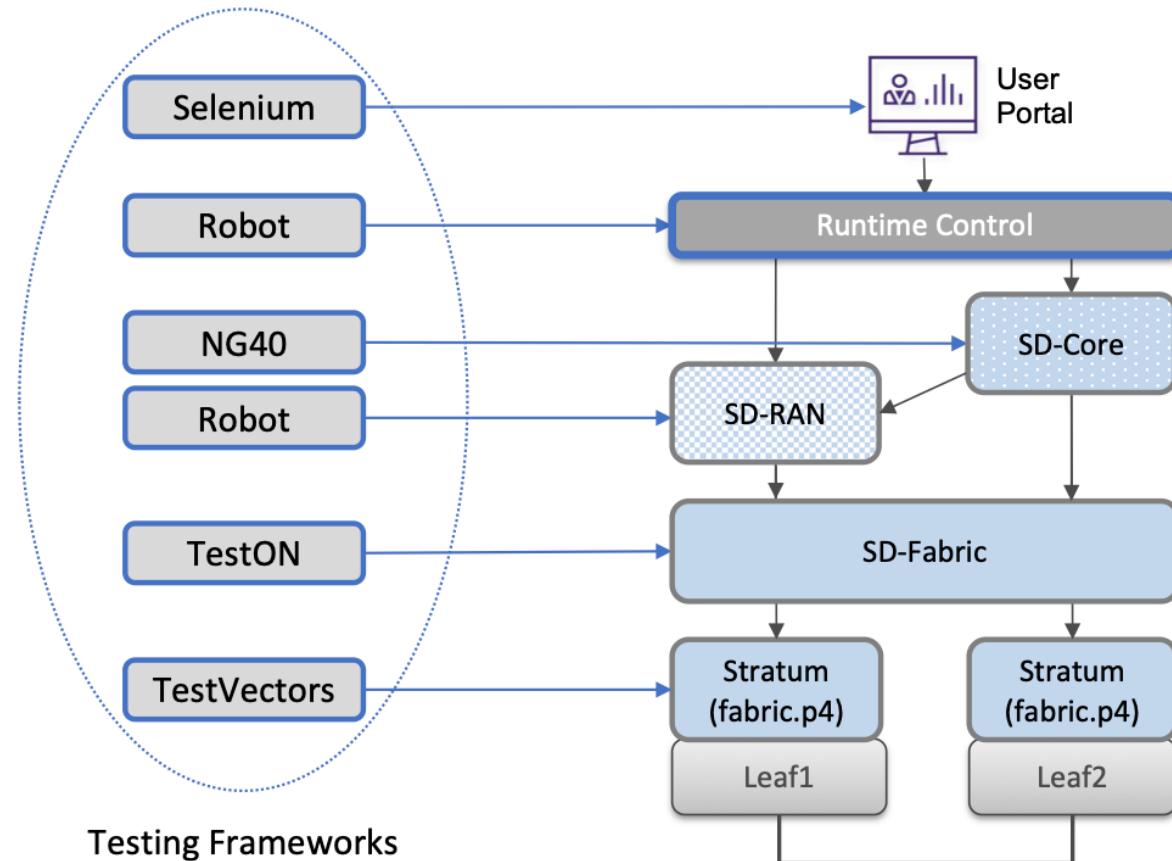 Selenium
User
Portal
Robot
Runtime Control
NG40
SD-Core
Robot
SD-RAN
TestON
SD-Fabric
TestVectors
Stratum
(fabric.p4)
Stratum
(fabric.p4)
Leaf1
Leaf2
Testing Frameworks